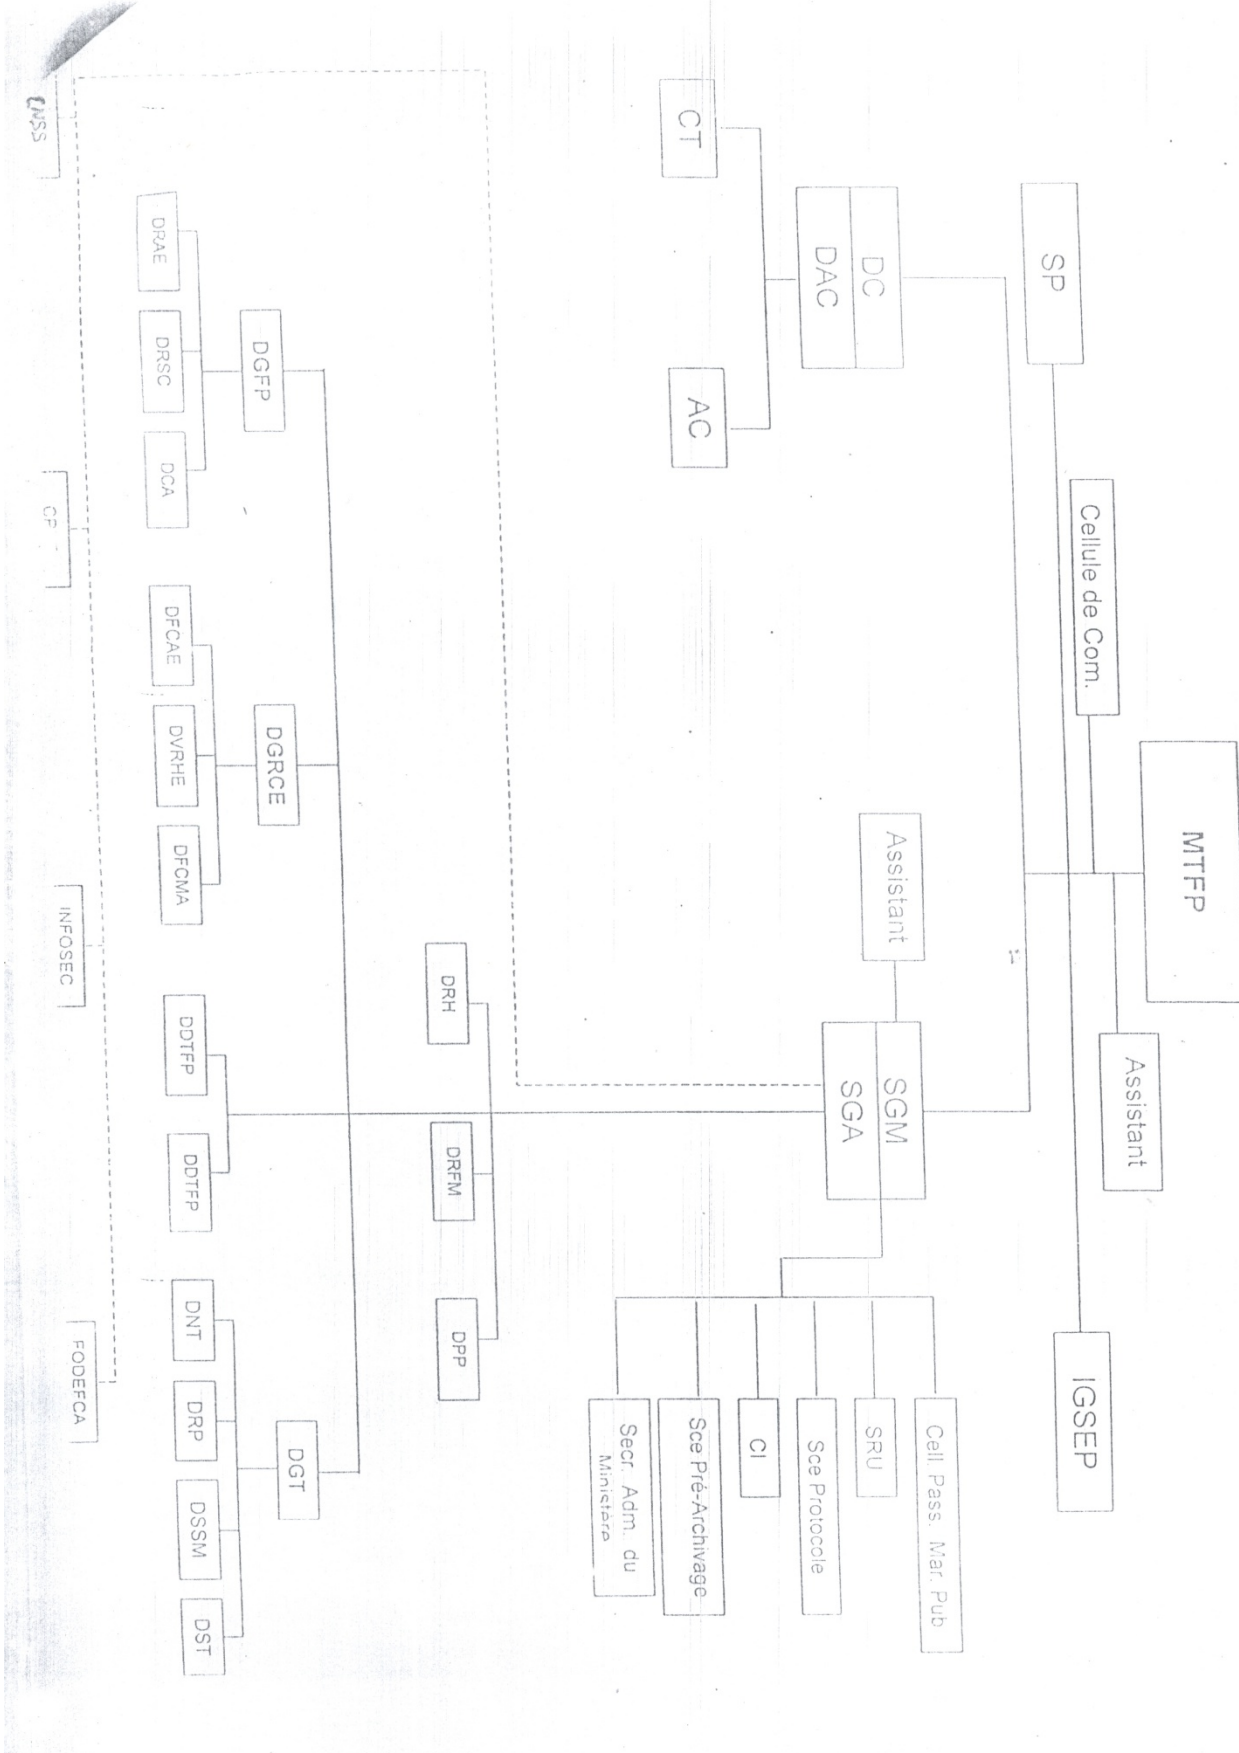 MTFP
Cellule de Com.
Assistant
SP
IGSEP
DC
DAC
CT
AC
Assistant
SGM
SGA
Cell. Pass. Mar. Pub
SRU
Sce Protocole
CI
Sce Pré-Archivage
Secr. Adm. du
Ministère
DRH
DRFM
DPP
DGFP
DGRCE
DGT
DRAE
DRSC
DCA
DFCAE
DVRHE
DFCMA
DDTFP
DDTFP
DNT
DRP
DSSM
DST
CNSS
CP
INFOSEC
FODEFCA